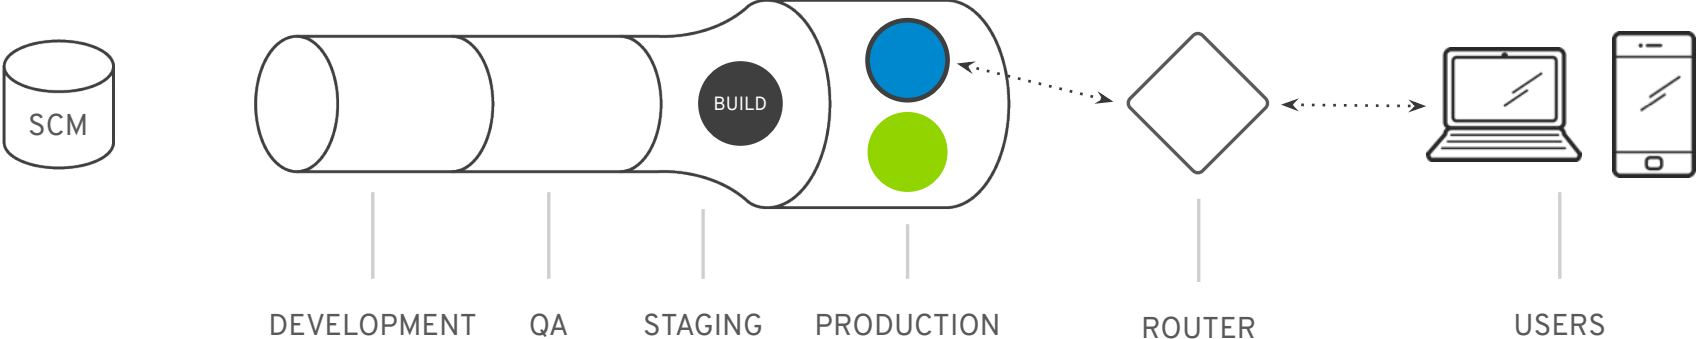 SCM
BUILD
DEVELOPMENT
QA
STAGING
PRODUCTION
ROUTER
USERS